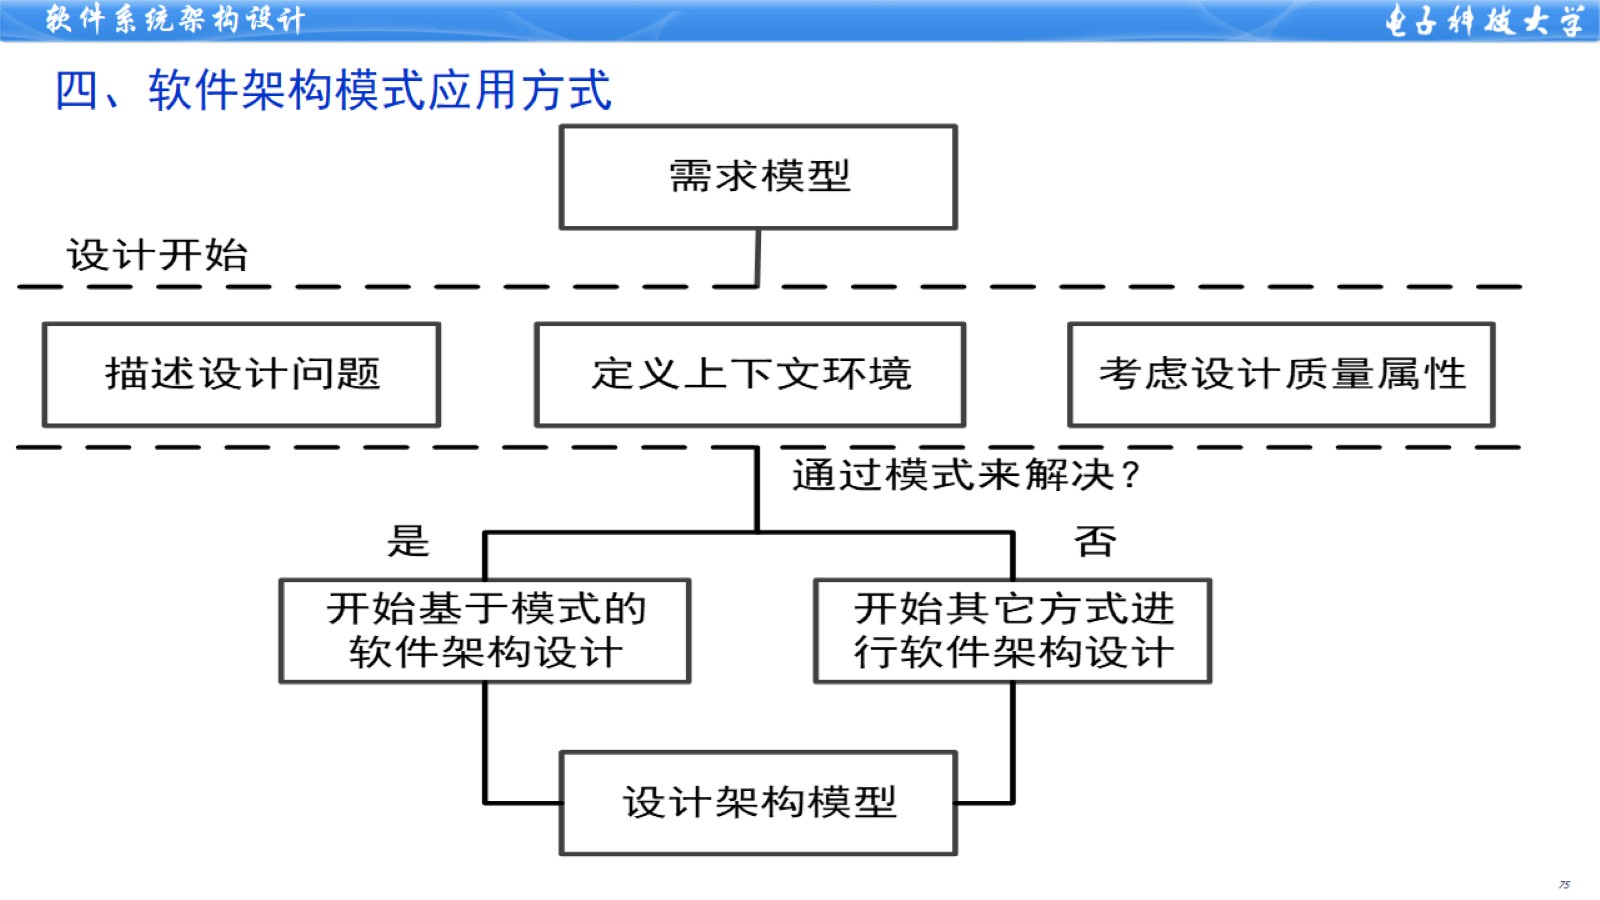 软件系统架构设计
电子科技大学
四、软件架构模式应用方式
需求模型
设计开始
描述设计问题
定义上下文环境
考虑设计质量属性
通过模式来解决?
是
否
开始基于模式的
软件架构设计
开始其它方式进
行软件架构设计
设计架构模型
75